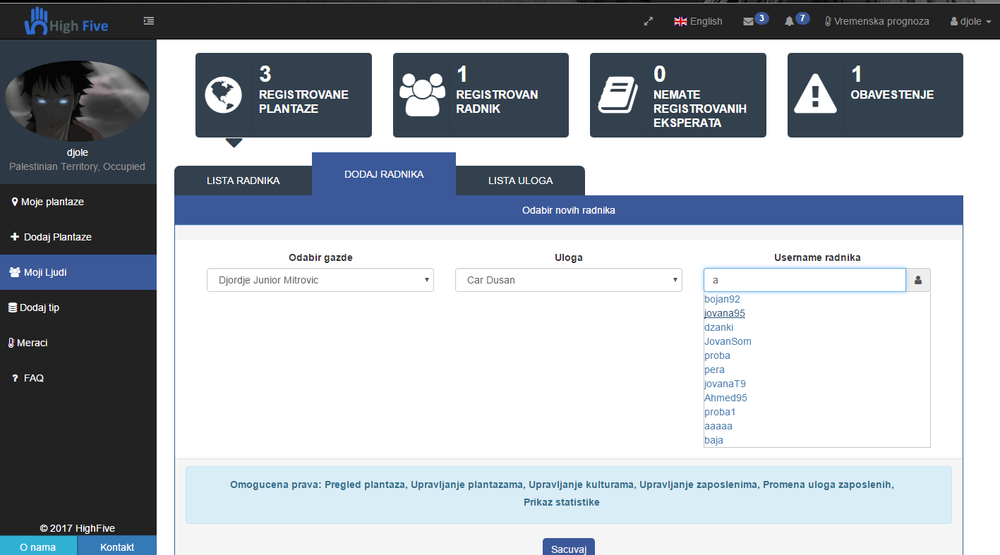 High Five
English
3
7
Vremenska prognoza
djole
djole
Palestinian Territory, Occupied
Moje plantaze
Dodaj Plantaze
Moji Ljudi
Dodaj tip
Meraci
FAQ
© 2017 HighFive
O nama
Kontakt
3
REGISTROVANE
PLANTAZE
1
REGISTROVAN
RADNIK
0
NEMATE
REGISTROVANIH
EKSPERATA
1
OBAVESTENJE
LISTA RADNIKA
DODAJ RADNIKA
LISTA ULOGA
Odabir novih radnika
Odabir gazde
Djordje Junior Mitrovic
Uloga
Car Dusan
Username radnika
a
bojan92
jovana95
dzanki
JovanSom
proba
pera
jovanaT9
Ahmed95
proba1
aaaaa
baja
Omogucena prava: Pregled plantaza, Upravljanje plantazama, Upravljanje kulturama, Upravljanje zaposlenima, Promena uloga zaposlenih,
Prikaz statistike
Sacuvaj